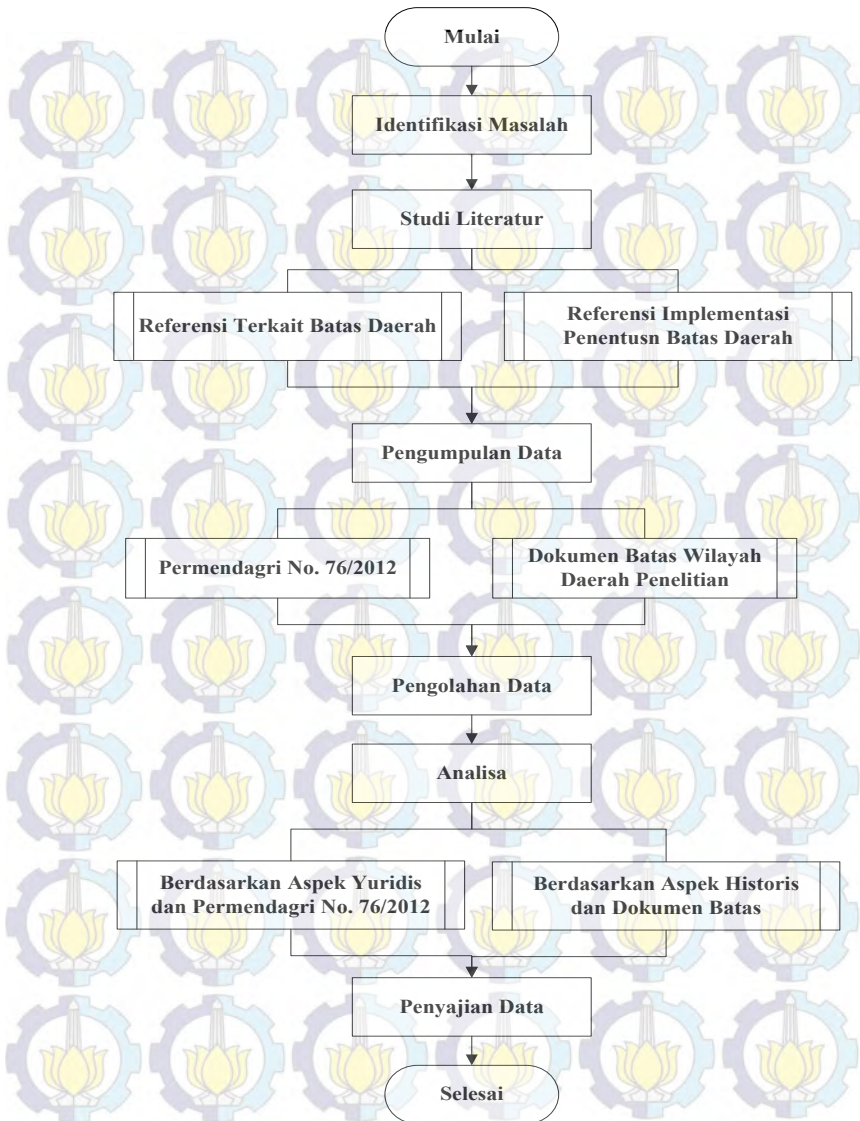 Mulai
Identifikasi Masalah
Studi Literatur
Referensi Terkait Batas Daerah
Referensi Implementasi
Penentusn Batas Daerah
Pengumpulan Data
Permendagri No. 76/2012
Dokumen Batas Wilayah
Daerah Penelitian
Pengolahan Data
Analisa
Berdasarkan Aspek Yuridis
dan Permendagri No. 76/2012
Berdasarkan Aspek Historis
dan Dokumen Batas
Penyajian Data
Selesai